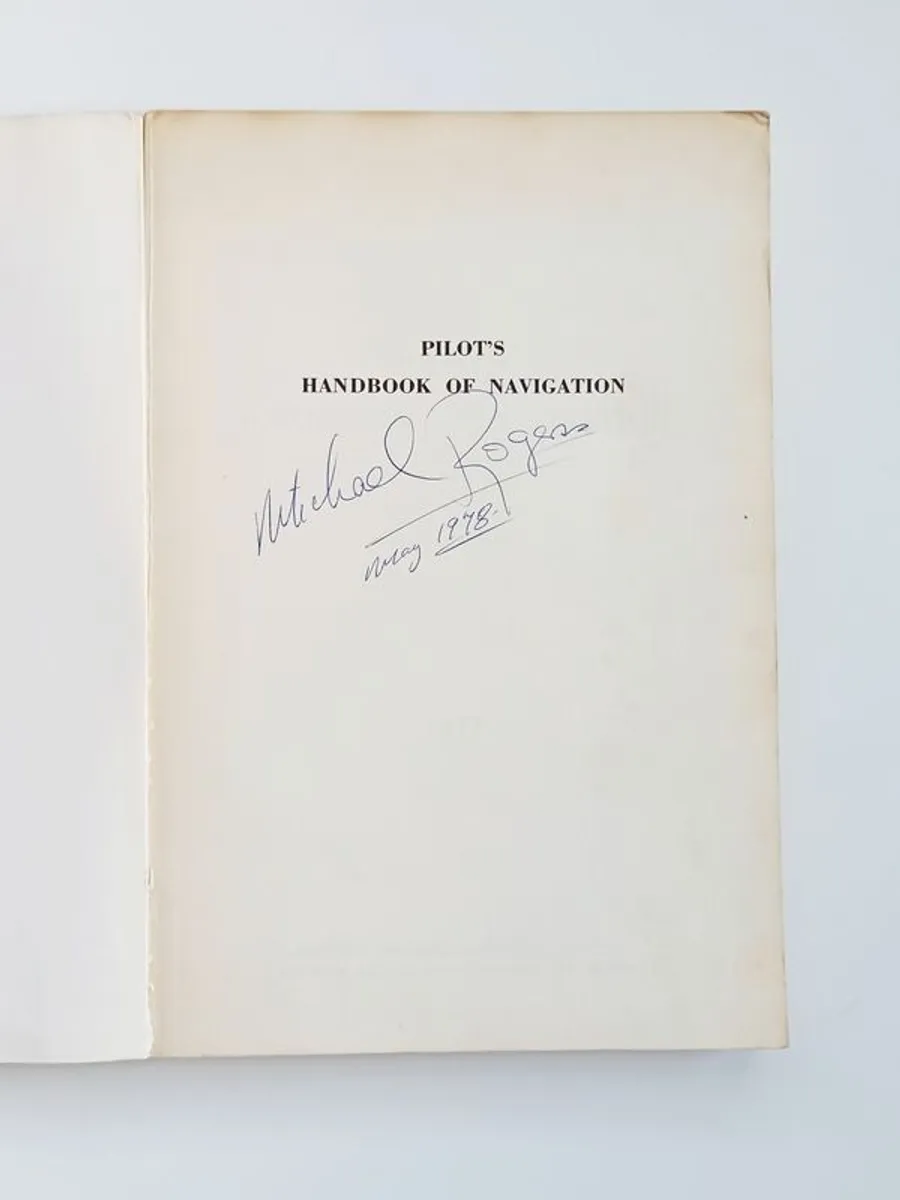 PILOT'S
HANDBOOK OF NAVIGATION
Michael Rogers
May 1978.